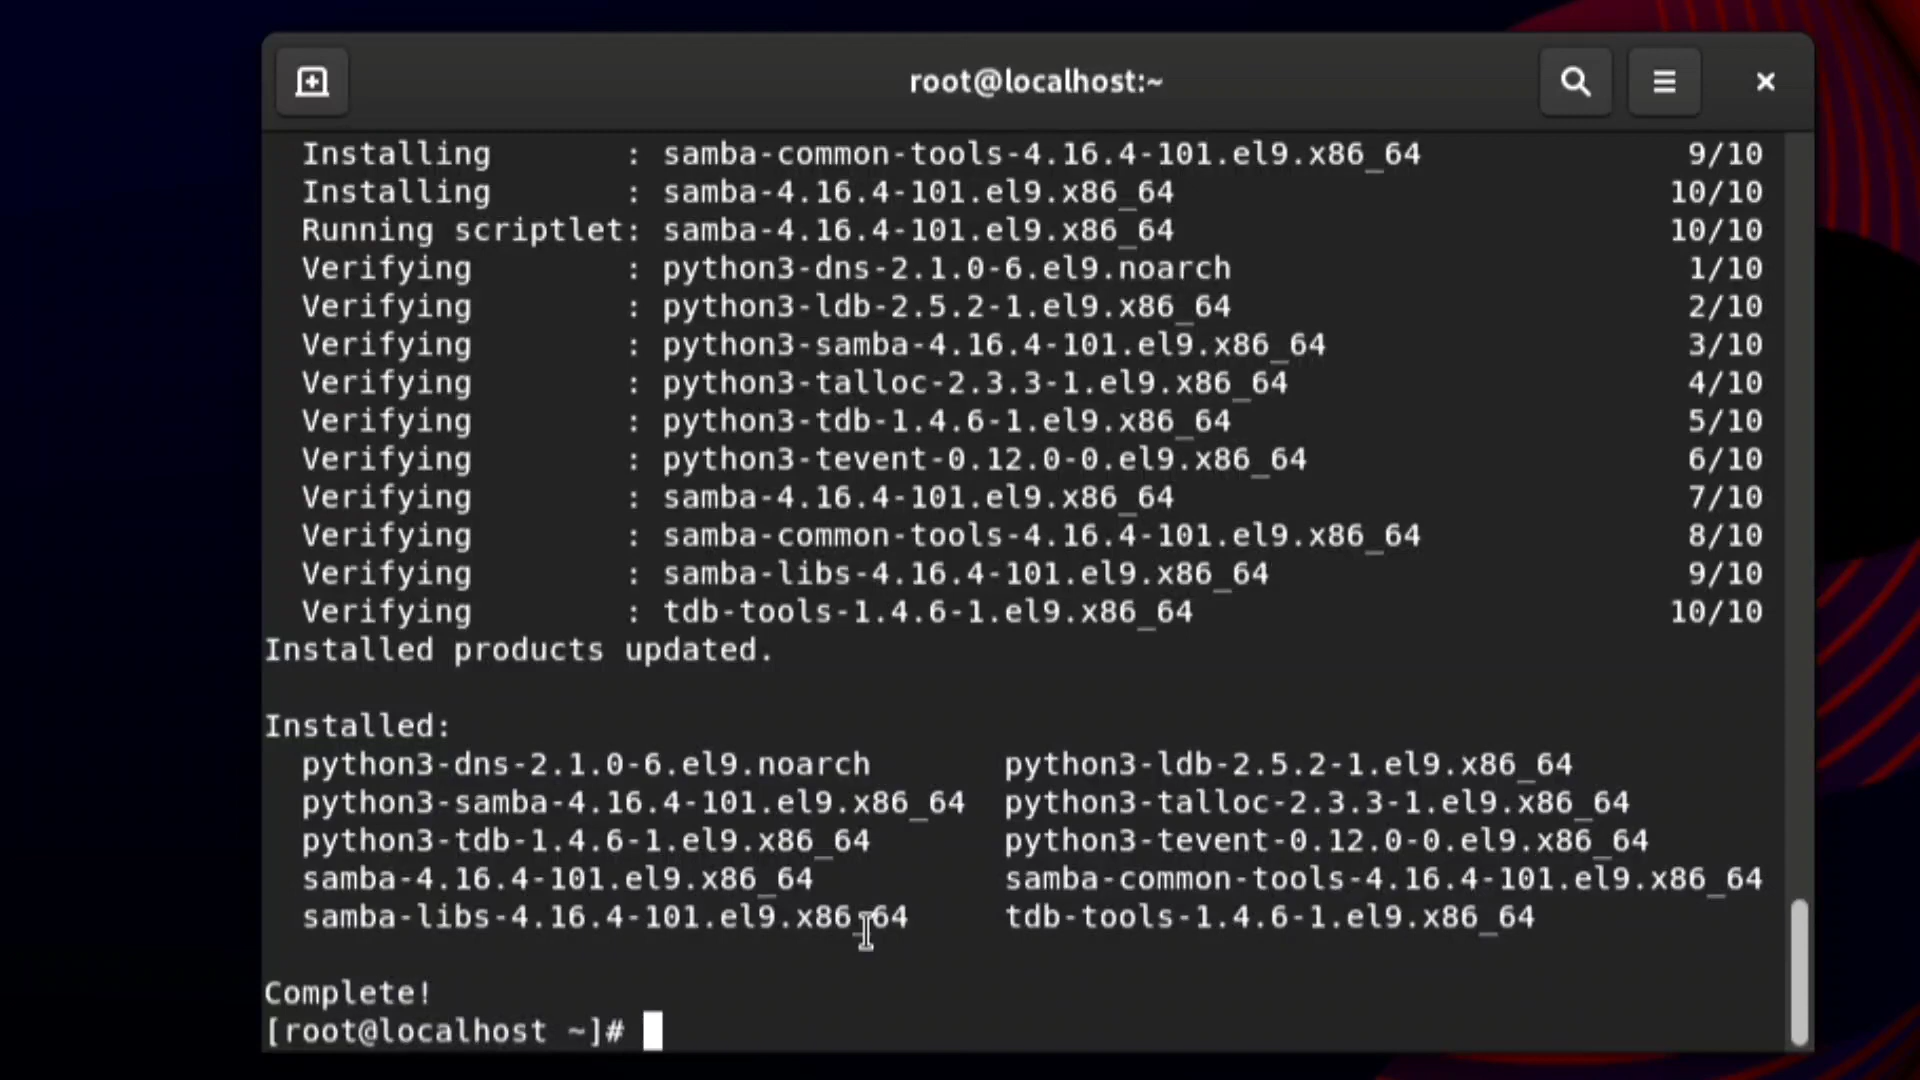 root@localhost:~
Installing : samba-common-tools-4.16.4-101.el9.x86_64 9/10
Installing : samba-4.16.4-101.el9.x86_64 10/10
Running scriptlet: samba-4.16.4-101.el9.x86_64 10/10
Verifying : python3-dns-2.1.0-6.el9.noarch 1/10
Verifying : python3-ldb-2.5.2-1.el9.x86_64 2/10
Verifying : python3-samba-4.16.4-101.el9.x86_64 3/10
Verifying : python3-talloc-2.3.3-1.el9.x86_64 4/10
Verifying : python3-tdb-1.4.6-1.el9.x86_64 5/10
Verifying : python3-tevent-0.12.0-0.el9.x86_64 6/10
Verifying : samba-4.16.4-101.el9.x86_64 7/10
Verifying : samba-common-tools-4.16.4-101.el9.x86_64 8/10
Verifying : samba-libs-4.16.4-101.el9.x86_64 9/10
Verifying : tdb-tools-1.4.6-1.el9.x86_64 10/10
Installed products updated.
Installed:
python3-dns-2.1.0-6.el9.noarch python3-ldb-2.5.2-1.el9.x86_64
python3-samba-4.16.4-101.el9.x86_64 python3-talloc-2.3.3-1.el9.x86_64
python3-tdb-1.4.6-1.el9.x86_64 python3-tevent-0.12.0-0.el9.x86_64
samba-4.16.4-101.el9.x86_64 samba-common-tools-4.16.4-101.el9.x86_64
samba-libs-4.16.4-101.el9.x86_64 tdb-tools-1.4.6-1.el9.x86_64
Complete!
[root@localhost ~]#